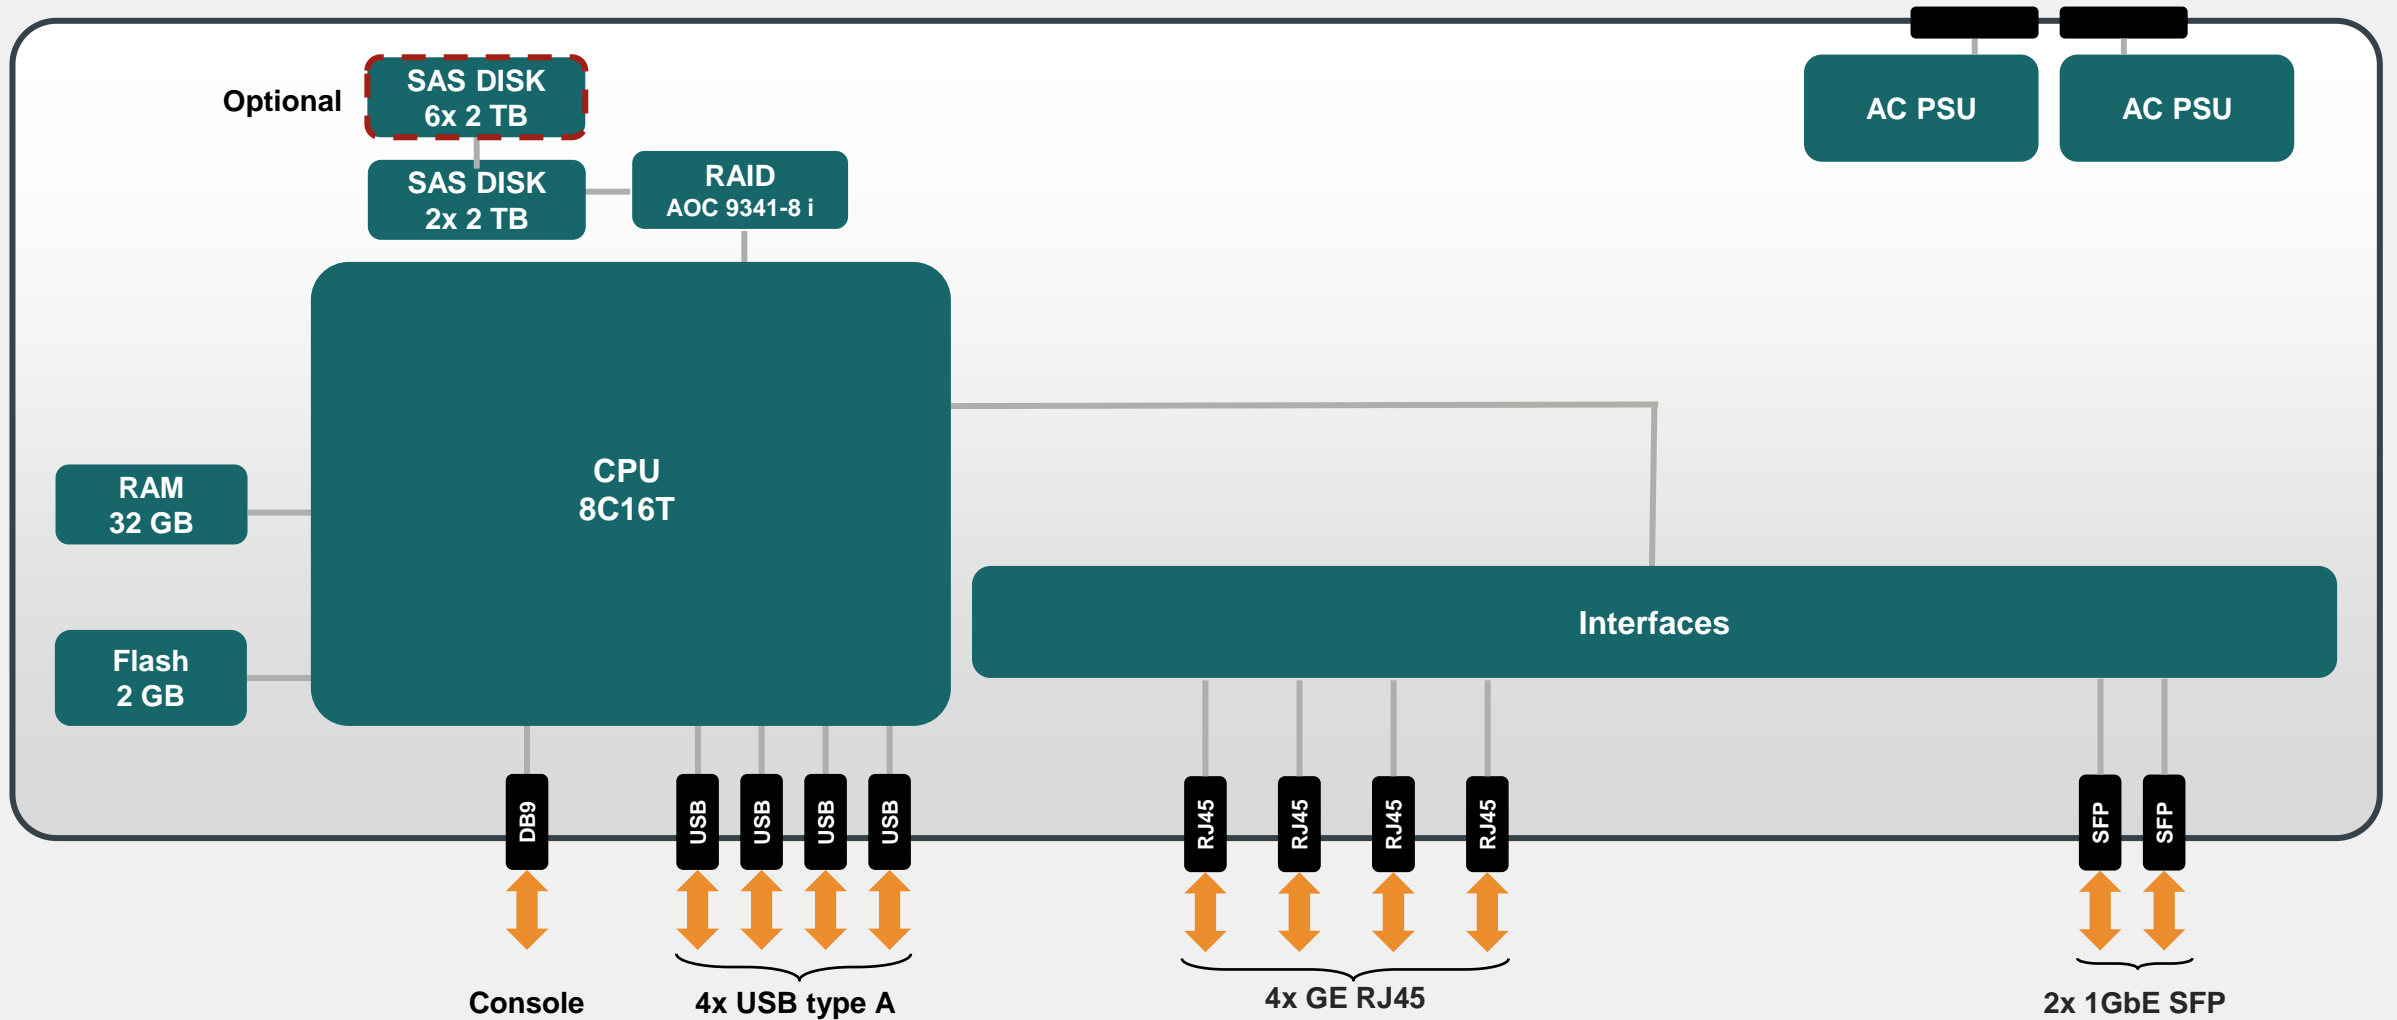 Optional
SAS DISK
6x 2 TB
AC PSU
AC PSU
SAS DISK
2x 2 TB
RAID
AOC 9341-8 i
CPU
8C16T
RAM
32 GB
Interfaces
Flash
2 GB
DB9
USB
USB
USB
USB
RJ45
RJ45
RJ45
RJ45
SFP
SFP
Console
4x USB type A
4x GE RJ45
2x 1GbE SFP